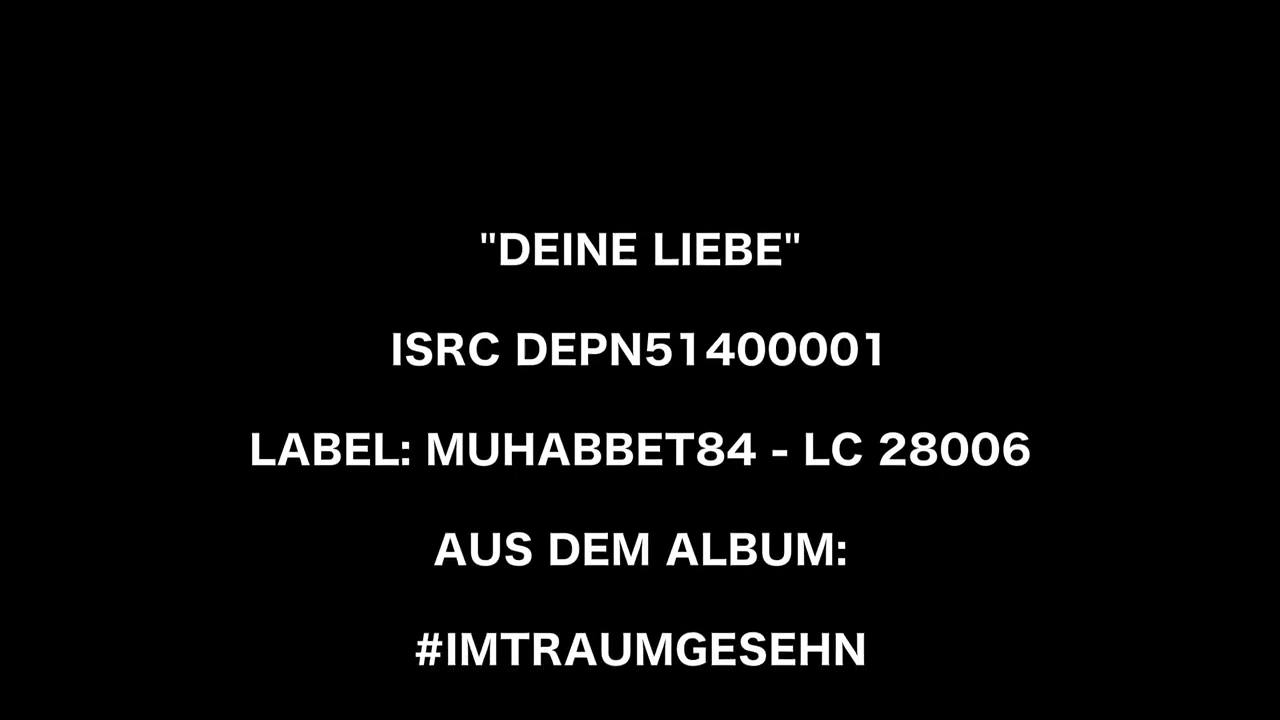 "DEINE LIEBE"
ISRC DEPN51400001
LABEL: MUHABBET84 - LC 28006
AUS DEM ALBUM:
#IMTRAUMGESEHN